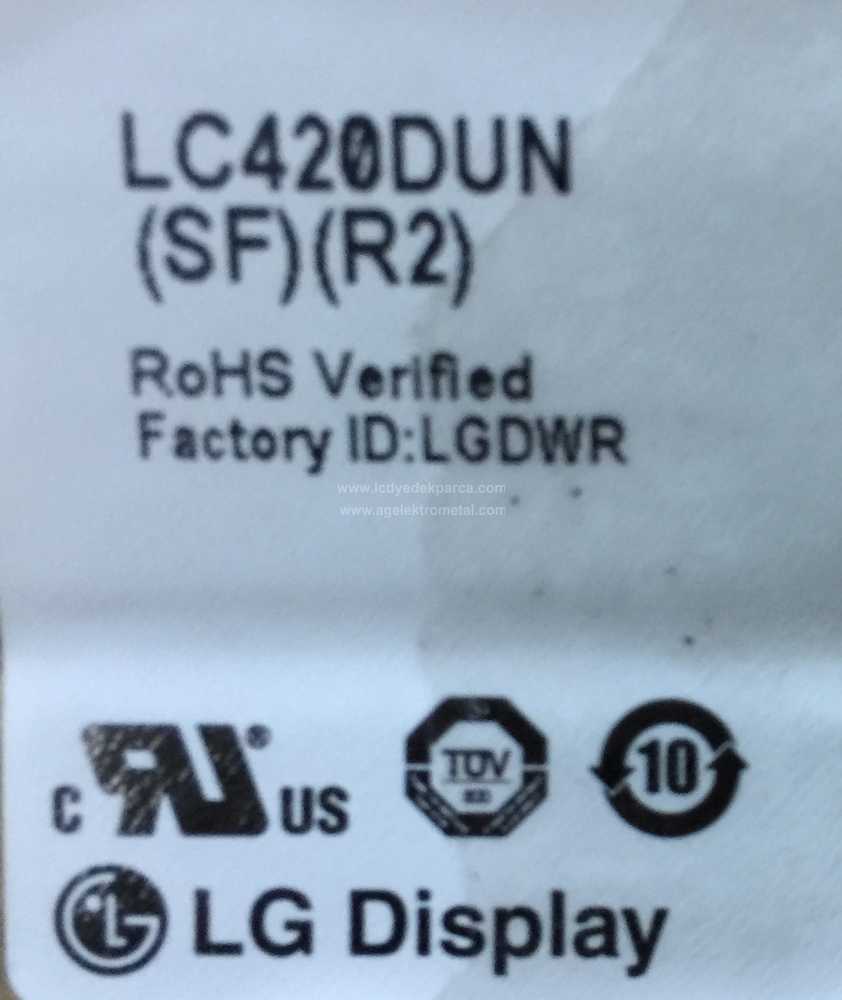 LC420DUN
(SF)(R2)
RoHS Verified
Factory ID:LGDWR
www.lcdyedekparca.com
www.agelektrometal.com
C UR ® US
TÜV
10
LG Display